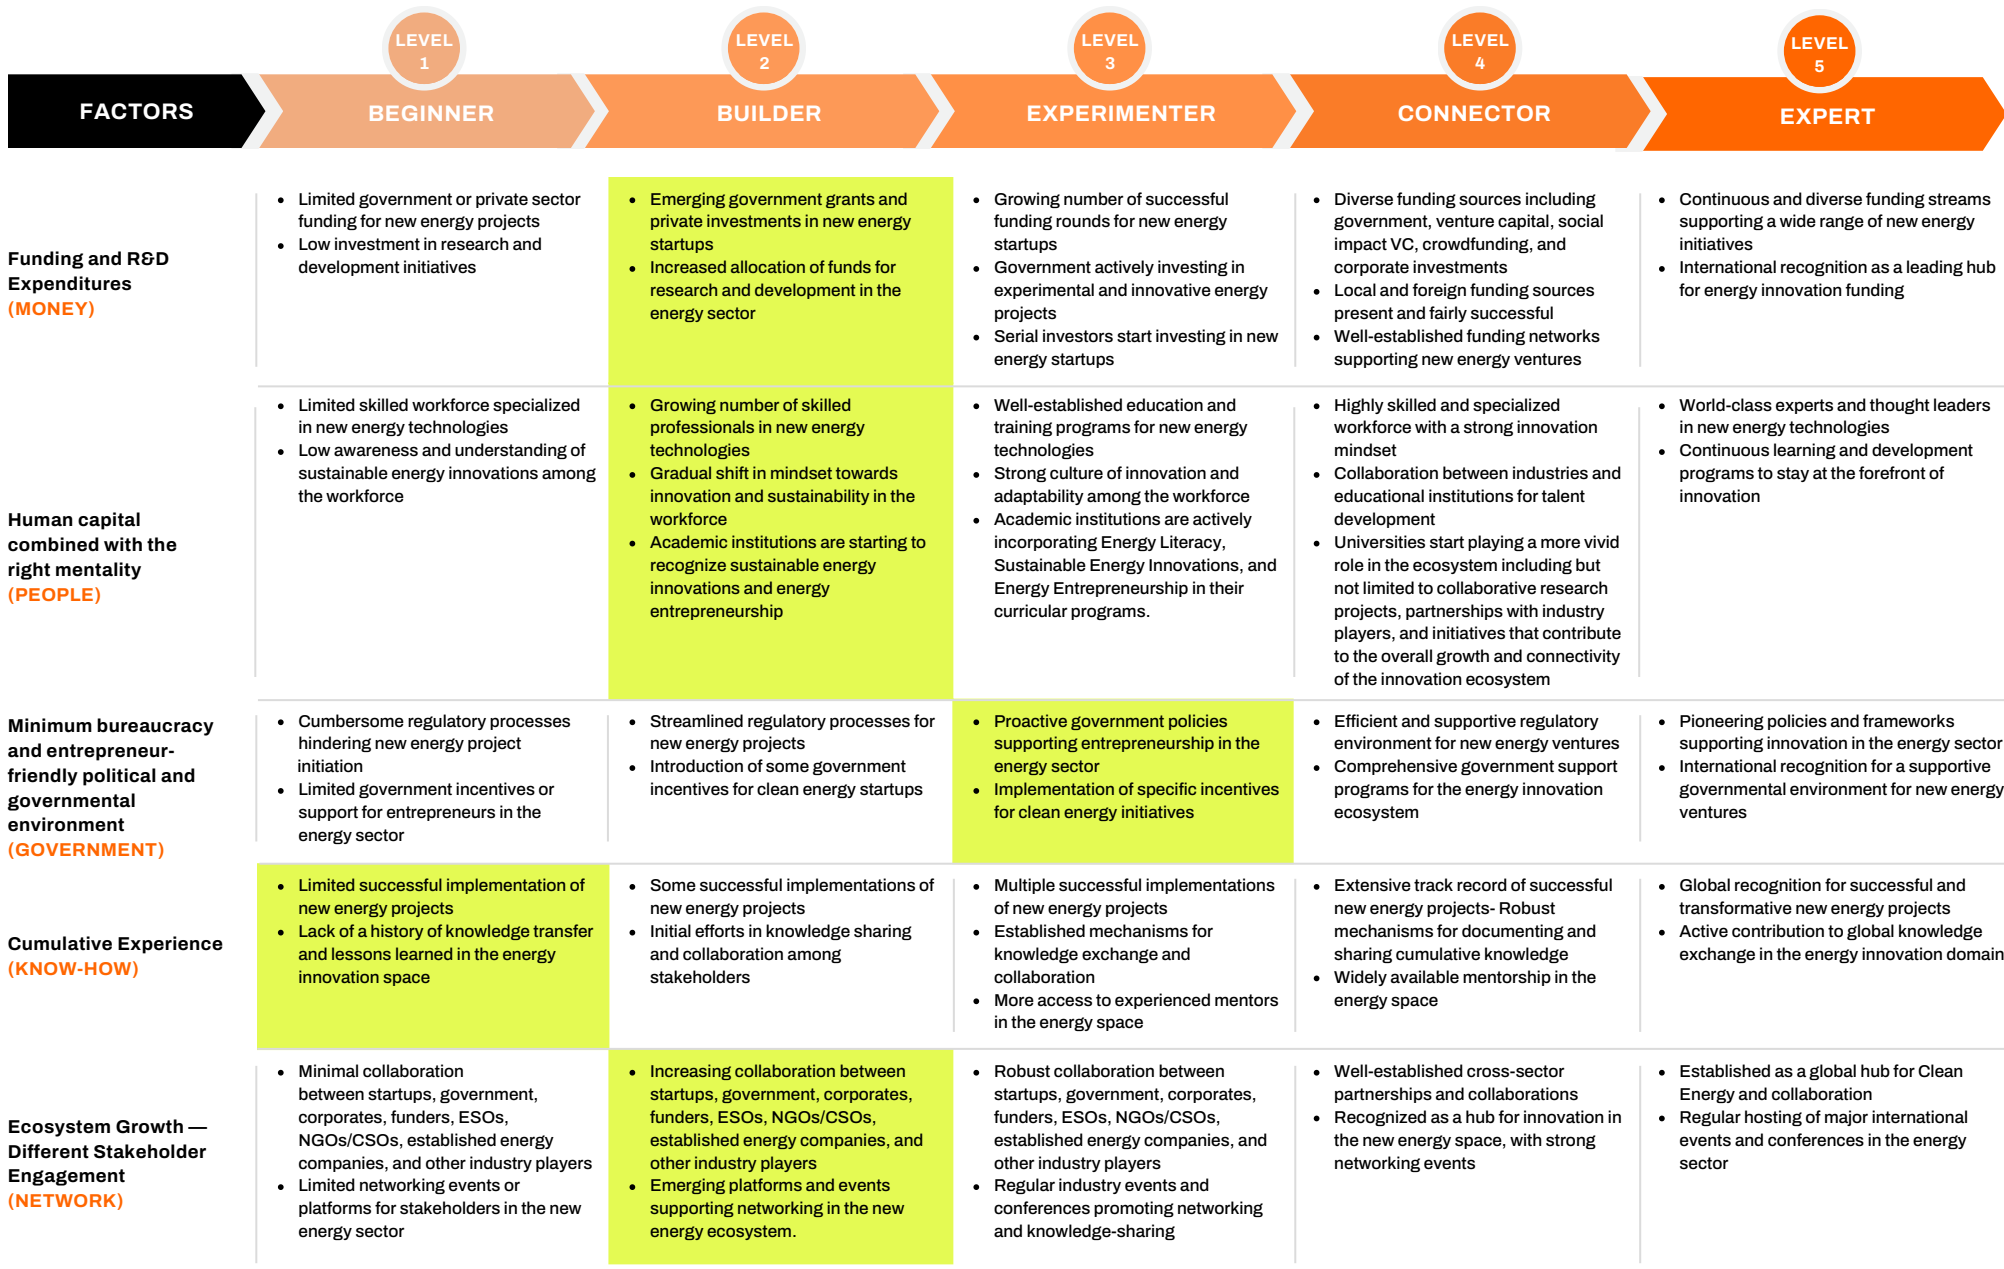 LEVEL
1
LEVEL
2
LEVEL
3
LEVEL
4
LEVEL
5
FACTORS
BEGINNER
BUILDER
EXPERIMENTER
CONNECTOR
EXPERT
Funding and R&D
Expenditures
(MONEY)
• Limited government or private sector
funding for new energy projects
• Low investment in research and
development initiatives
• Emerging government grants and
private investments in new energy
startups
• Increased allocation of funds for
research and development in the
energy sector
• Growing number of successful
funding rounds for new energy
startups
• Government actively investing in
experimental and innovative energy
projects
• Serial investors start investing in new
energy startups
• Diverse funding sources including
government, venture capital, social
impact VC, crowdfunding, and
corporate investments
• Local and foreign funding sources
present and fairly successful
• Well-established funding networks
supporting new energy ventures
• Continuous and diverse funding streams
supporting a wide range of new energy
initiatives
• International recognition as a leading hub
for energy innovation funding
Human capital
combined with the
right mentality
(PEOPLE)
• Limited skilled workforce specialized
in new energy technologies
• Low awareness and understanding of
sustainable energy innovations among
the workforce
• Growing number of skilled
professionals in new energy
technologies
• Gradual shift in mindset towards
innovation and sustainability in the
workforce
• Academic institutions are starting to
recognize sustainable energy
innovations and energy
entrepreneurship
• Well-established education and
training programs for new energy
technologies
• Strong culture of innovation and
adaptability among the workforce
• Academic institutions are actively
incorporating Energy Literacy,
Sustainable Energy Innovations, and
Energy Entrepreneurship in their
curricular programs.
• Highly skilled and specialized
workforce with a strong innovation
mindset
• Collaboration between industries and
educational institutions for talent
development
• Universities start playing a more vivid
role in the ecosystem including but
not limited to collaborative research
projects, partnerships with industry
players, and initiatives that contribute
to the overall growth and connectivity
of the innovation ecosystem
• World-class experts and thought leaders
in new energy technologies
• Continuous learning and development
programs to stay at the forefront of
innovation
Minimum bureaucracy
and entrepreneur-
friendly political and
governmental
environment
(GOVERNMENT)
• Cumbersome regulatory processes
hindering new energy project
initiation
• Limited government incentives or
support for entrepreneurs in the
energy sector
• Streamlined regulatory processes for
new energy projects
• Introduction of some government
incentives for clean energy startups
• Proactive government policies
supporting entrepreneurship in the
energy sector
• Implementation of specific incentives
for clean energy initiatives
• Efficient and supportive regulatory
environment for new energy ventures
• Comprehensive government support
programs for the energy innovation
ecosystem
• Pioneering policies and frameworks
supporting innovation in the energy sector
• International recognition for a supportive
governmental environment for new energy
ventures
Cumulative Experience
(KNOW-HOW)
• Limited successful implementation of
new energy projects
• Lack of a history of knowledge transfer
and lessons learned in the energy
innovation space
• Some successful implementations of
new energy projects
• Initial efforts in knowledge sharing
and collaboration among
stakeholders
• Multiple successful implementations
of new energy projects
• Established mechanisms for
knowledge exchange and
collaboration
• More access to experienced mentors
in the energy space
• Extensive track record of successful
new energy projects- Robust
mechanisms for documenting and
sharing cumulative knowledge
• Widely available mentorship in the
energy space
• Global recognition for successful and
transformative new energy projects
• Active contribution to global knowledge
exchange in the energy innovation domain
Ecosystem Growth —
Different Stakeholder
Engagement
(NETWORK)
• Minimal collaboration
between startups, government,
corporates, funders, ESOs,
NGOs/CSOs, established energy
companies, and other industry players
• Limited networking events or
platforms for stakeholders in the new
energy sector
• Increasing collaboration between
startups, government, corporates,
funders, ESOs, NGOs/CSOs,
established energy companies, and
other industry players
• Emerging platforms and events
supporting networking in the new
energy ecosystem.
• Robust collaboration between
startups, government, corporates,
funders, ESOs, NGOs/CSOs,
established energy companies, and
other industry players
• Regular industry events and
conferences promoting networking
and knowledge-sharing
• Well-established cross-sector
partnerships and collaborations
• Recognized as a hub for innovation in
the new energy space, with strong
networking events
• Established as a global hub for Clean
Energy and collaboration
• Regular hosting of major international
events and conferences in the energy
sector